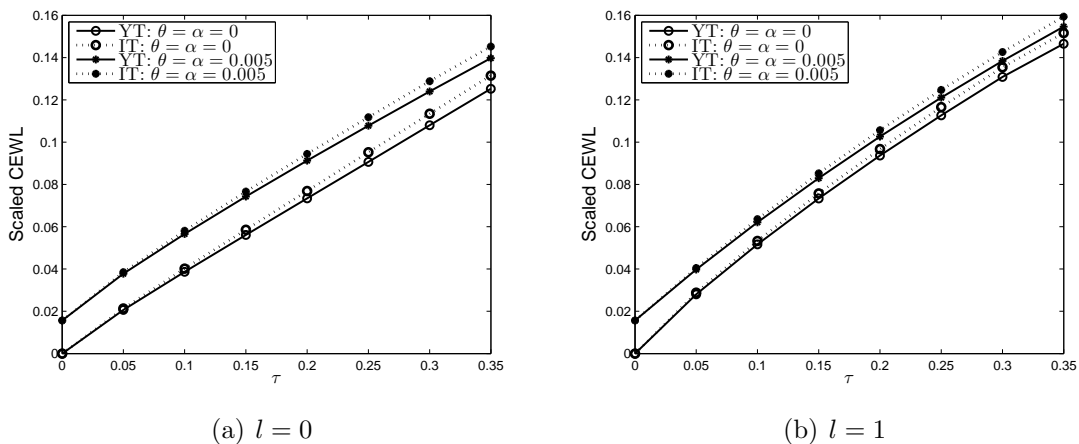 Scaled CEWL
0.16
0.14
0.12
0.1
0.08
0.06
0.04
0.02
0
YT: θ = α = 0
IT: θ = α = 0
YT: θ = α = 0.005
IT: θ = α = 0.005
0 0.05 0.1 0.15 0.2 0.25 0.3 0.35
τ
(a) l = 0
Scaled CEWL
0.16
0.14
0.12
0.1
0.08
0.06
0.04
0.02
0
YT: θ = α = 0
IT: θ = α = 0
YT: θ = α = 0.005
IT: θ = α = 0.005
0 0.05 0.1 0.15 0.2 0.25 0.3 0.35
τ
(b) l = 1